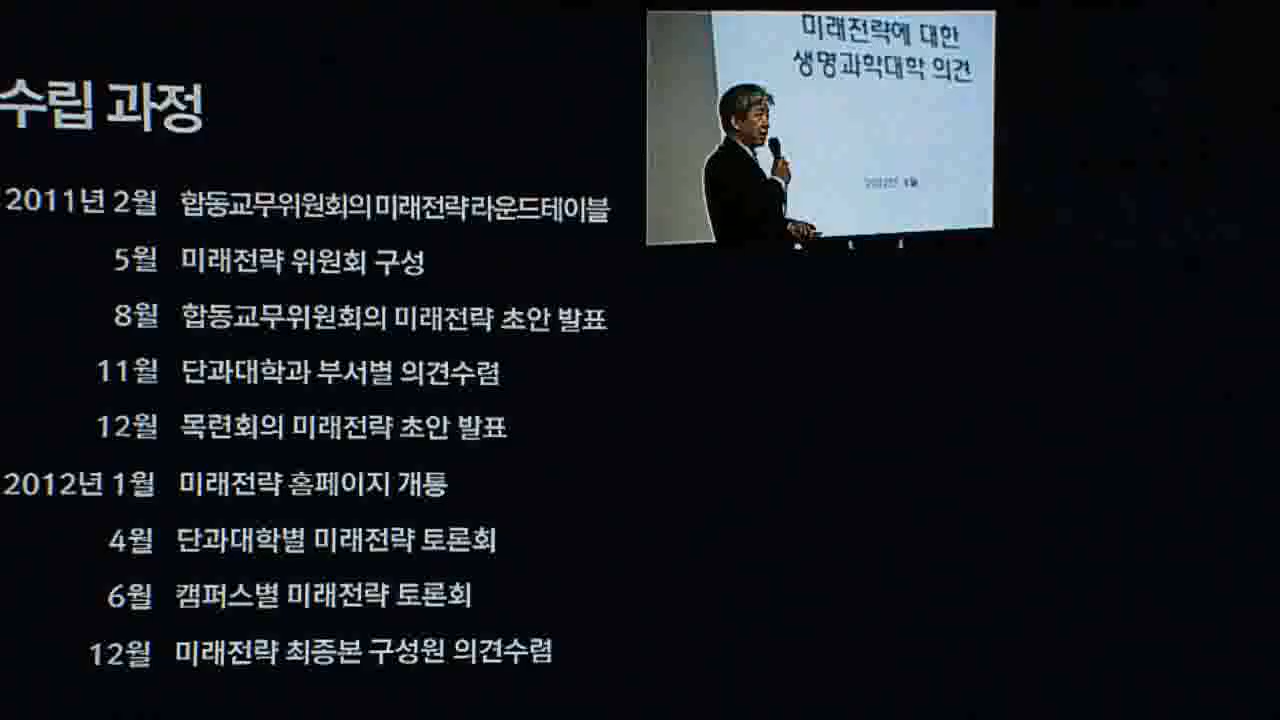 수립 과정
2011년 2월 합동교무위원회의 미래전략 라운드테이블
5월 미래전략 위원회 구성
8월 합동교무위원회의 미래전략 초안 발표
11월 단과대학과 부서별 의견수렴
12월 목련회의 미래전략 초안 발표
2012년 1월 미래전략 홈페이지 개통
4월 단과대학별 미래전략 토론회
6월 캠퍼스별 미래전략 토론회
12월 미래전략 최종본 구성원 의견수렴
미래전략에 대한
생명과학대학 의견